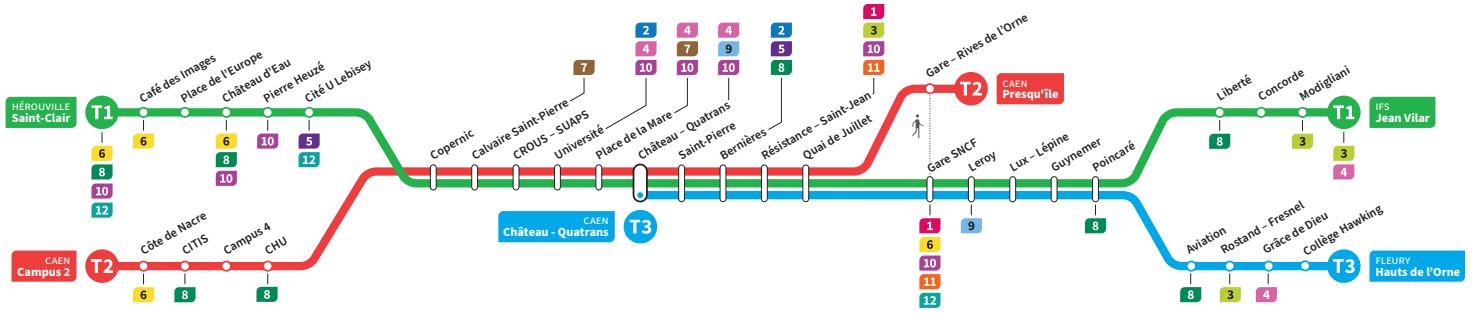 HÉROUVILLE
Saint-Clair
T1
6
8
10
12
Café des Images
6
Place de l'Europe
Château d'Eau
6
8
10
Pierre Heuzé
10
Cité U Lebisey
5
12
CAEN
Campus 2
T2
Côte de Nacre
6
CITIS
8
Campus 4
CHU
8
Copernic
Calvaire Saint-Pierre
7
CROUS – SUAPS
Université
2
4
10
Place de la Mare
4
7
10
Château – Quatrans
4
9
10
Saint-Pierre
Bernières
2
5
8
Résistance – Saint-Jean
1
3
10
11
Quai de Juillet
CAEN
Château - Quatrans
T3
Gare – Rives de l'Orne
T2
CAEN
Presqu'île
Gare SNCF
1
6
10
11
12
Leroy
9
Lux – Lépine
Guynemer
Poincaré
8
Liberté
8
Concorde
Modigliani
3
T1
3
4
IFS
Jean Vilar
Aviation
8
Rostand – Fresnel
3
Grâce de Dieu
4
Collège Hawking
T3
FLEURY
Hauts de l'Orne